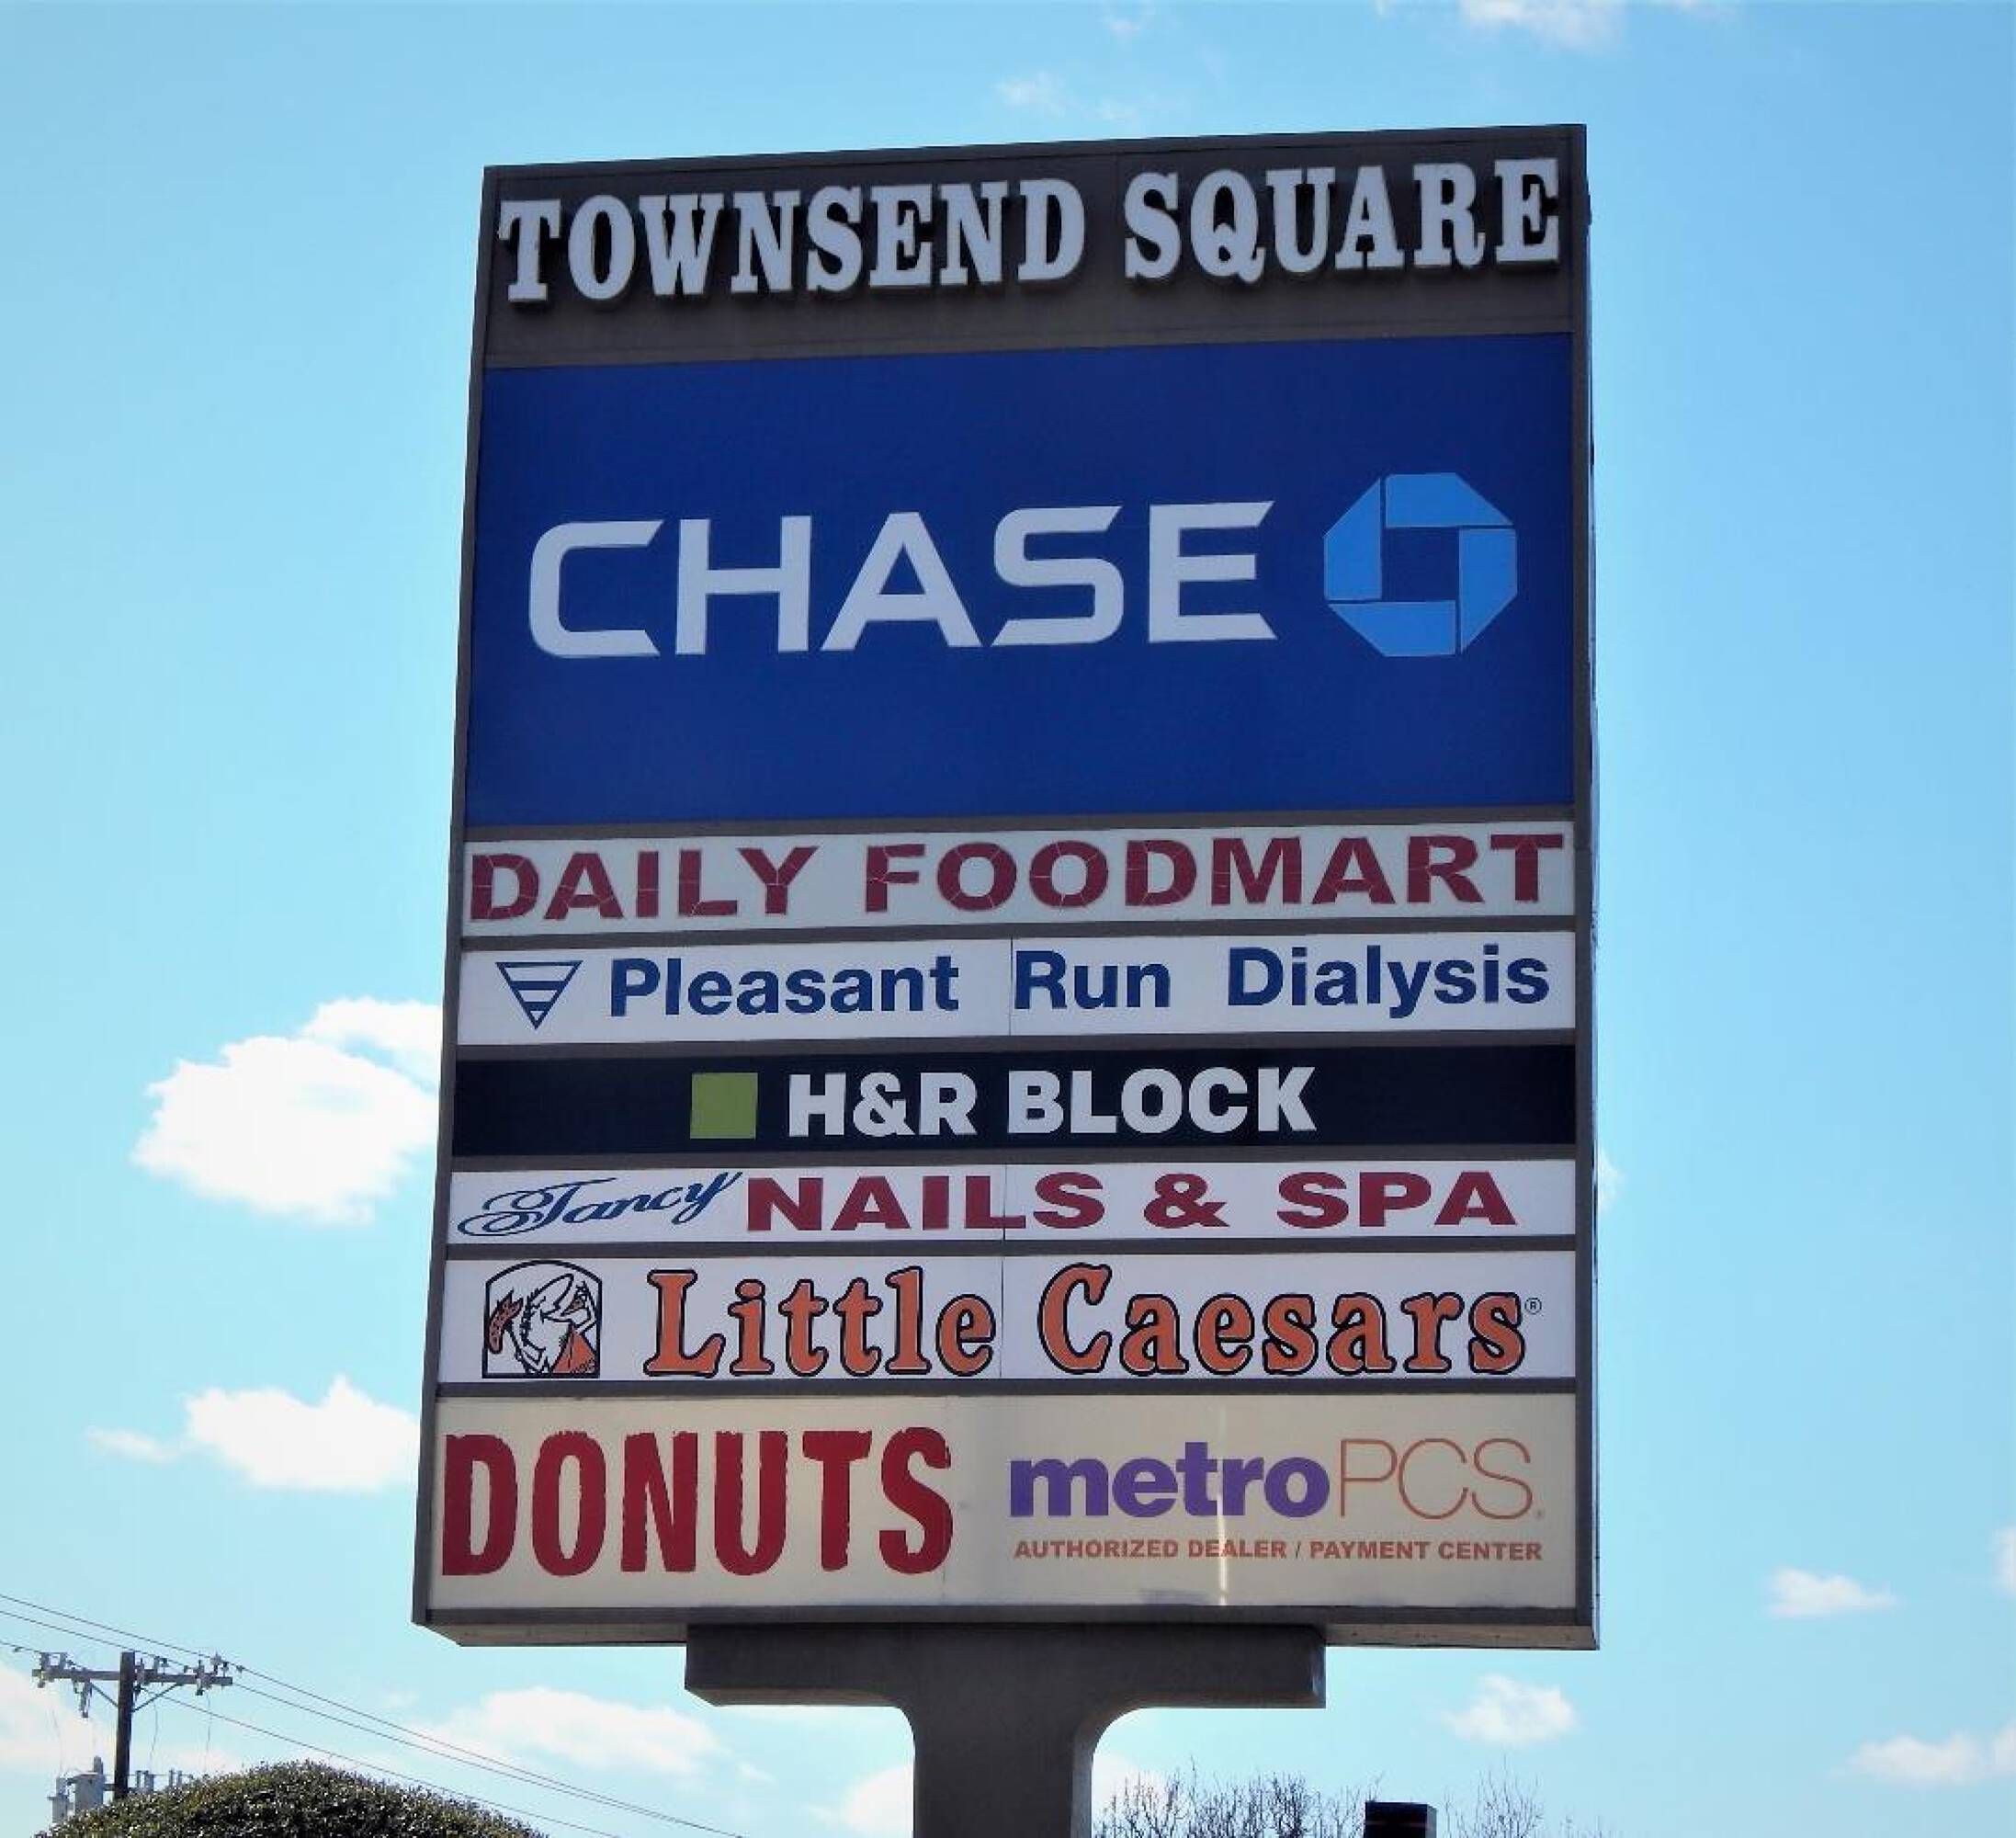 TOWNSEND SQUARE
CHASE
DAILY FOODMART
Pleasant Run Dialysis
H&R BLOCK
Fancy NAILS & SPA
Little Caesars®
DONUTS
metroPCS.
AUTHORIZED DEALER / PAYMENT CENTER